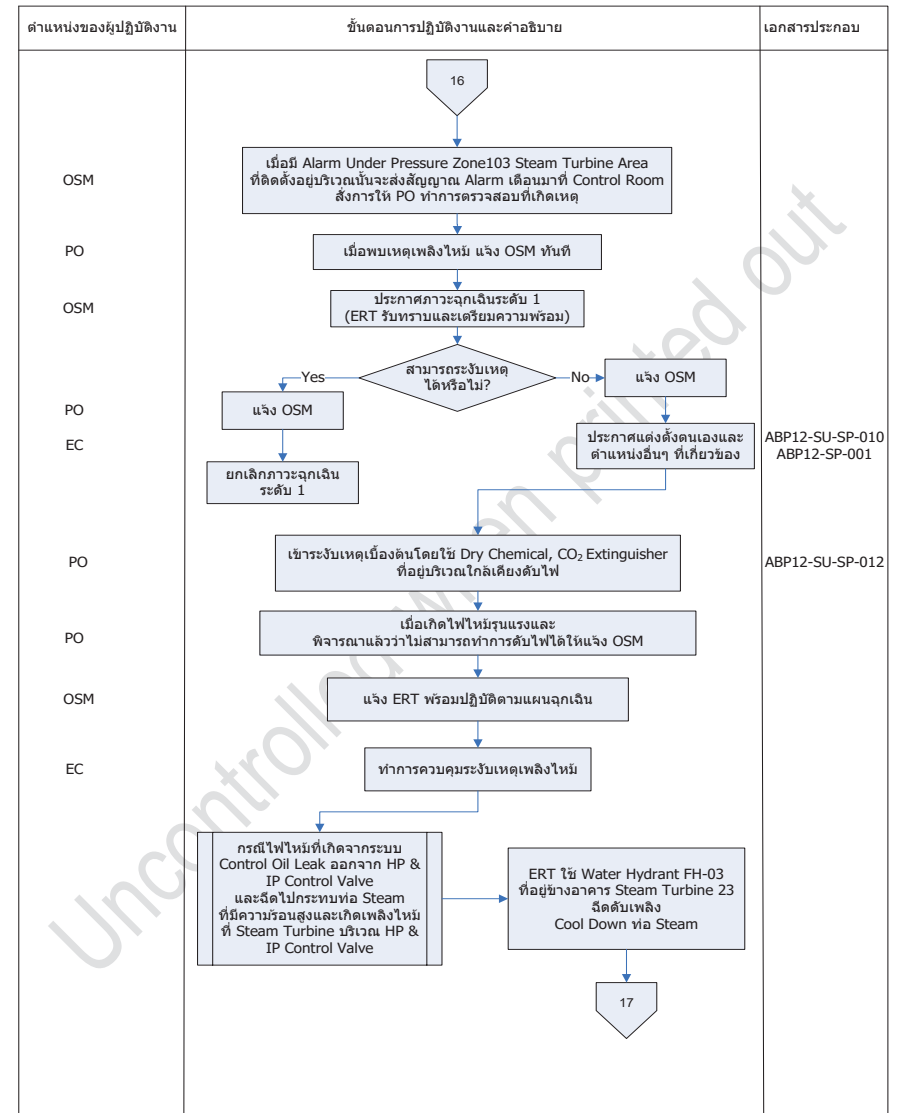 ตำแหน่งของผู้ปฏิบัติงาน
ขั้นตอนการปฏิบัติงานและคำอธิบาย
เอกสารประกอบ
16
OSM
เมื่อมี Alarm Under Pressure Zone103 Steam Turbine Area
ที่ติดตั้งอยู่บริเวณนั้นจะส่งสัญญาณ Alarm เตือนมาที่ Control Room
สั่งการให้ PO ทำการตรวจสอบที่เกิดเหตุ
PO
เมื่อพบเหตุเพลิงไหม้ แจ้ง OSM ทันที
OSM
ประกาศภาวะฉุกเฉินระดับ 1
(ERT รับทราบและเตรียมความพร้อม)
สามารถระงับเหตุ
ได้หรือไม่?
Yes
No
แจ้ง OSM
PO
แจ้ง OSM
EC
ประกาศแต่งตั้งตนเองและ
ตำแหน่งอื่นๆ ที่เกี่ยวข้อง
ABP12-SU-SP-010
ABP12-SP-001
ยกเลิกภาวะฉุกเฉิน
ระดับ 1
PO
เข้าระงับเหตุเบื้องต้นโดยใช้ Dry Chemical, CO₂ Extinguisher
ที่อยู่บริเวณใกล้เคียงดับไฟ
ABP12-SU-SP-012
PO
เมื่อเกิดไฟไหม้รุนแรงและ
พิจารณาแล้วว่าไม่สามารถทำการดับไฟได้ให้แจ้ง OSM
OSM
แจ้ง ERT พร้อมปฏิบัติตามแผนฉุกเฉิน
EC
ทำการควบคุมระงับเหตุเพลิงไหม้
กรณีไฟไหม้ที่เกิดจากระบบ
Control Oil Leak ออกจาก HP &
IP Control Valve
และฉีดไปกระทบท่อ Steam
ที่มีความร้อนสูงและเกิดเพลิงไหม้
ที่ Steam Turbine บริเวณ HP &
IP Control Valve
ERT ใช้ Water Hydrant FH-03
ที่อยู่ข้างอาคาร Steam Turbine 23
ฉีดดับเพลิง
Cool Down ท่อ Steam
17
Uncontrolled when printed out